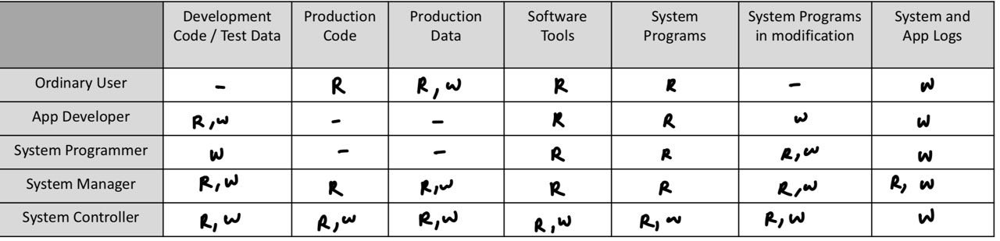 Development Code / Test Data | Production Code | Production Data | Software Tools | System Programs | System Programs in modification | System and App Logs
Ordinary User | - | R | R, W | R | R | - | W
App Developer | R, W | - | - | R | R | W | W
System Programmer | W | - | - | R | R | R, W | W
System Manager | R, W | R | R, W | R | R | R, W | R, W
System Controller | R, W | R, W | R, W | R, W | R, W | R, W | W